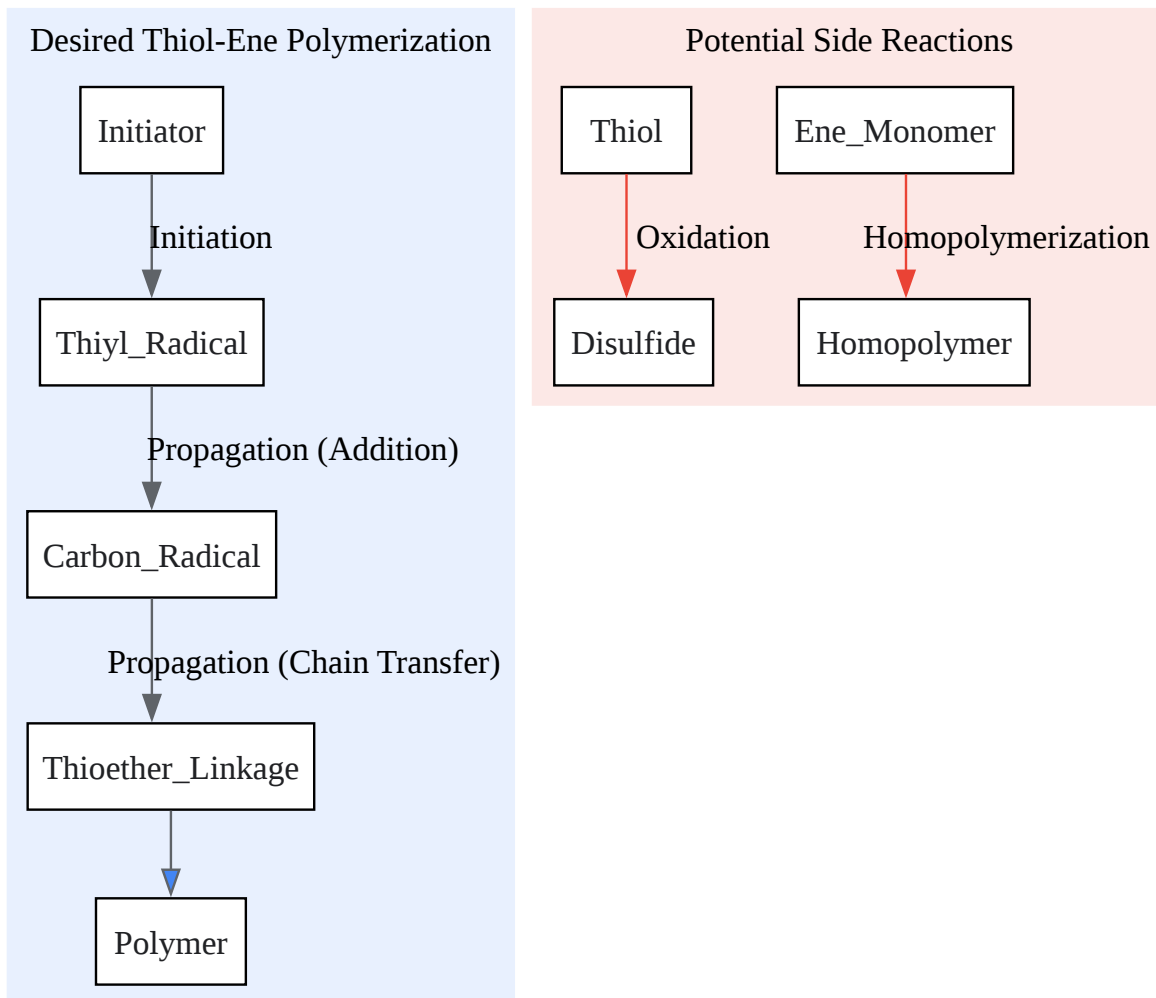 Desired Thiol-Ene Polymerization
Initiator
Initiation
Thiyl_Radical
Propagation (Addition)
Carbon_Radical
Propagation (Chain Transfer)
Thioether_Linkage
Polymer
Potential Side Reactions
Thiol
Ene_Monomer
Oxidation
Homopolymerization
Disulfide
Homopolymer